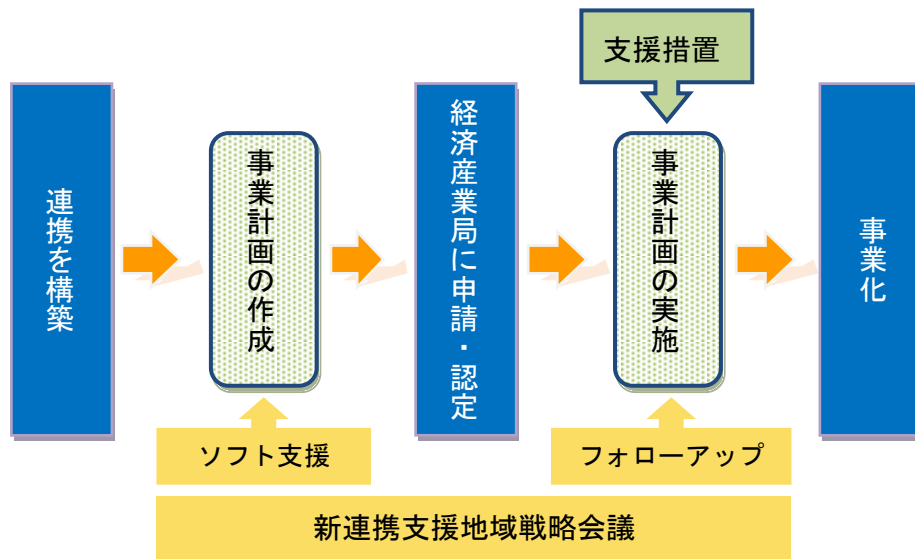 支援措置
連携を構築
事業計画の作成
経済産業局に申請・認定
事業計画の実施
事業化
ソフト支援
フォローアップ
新連携支援地域戦略会議